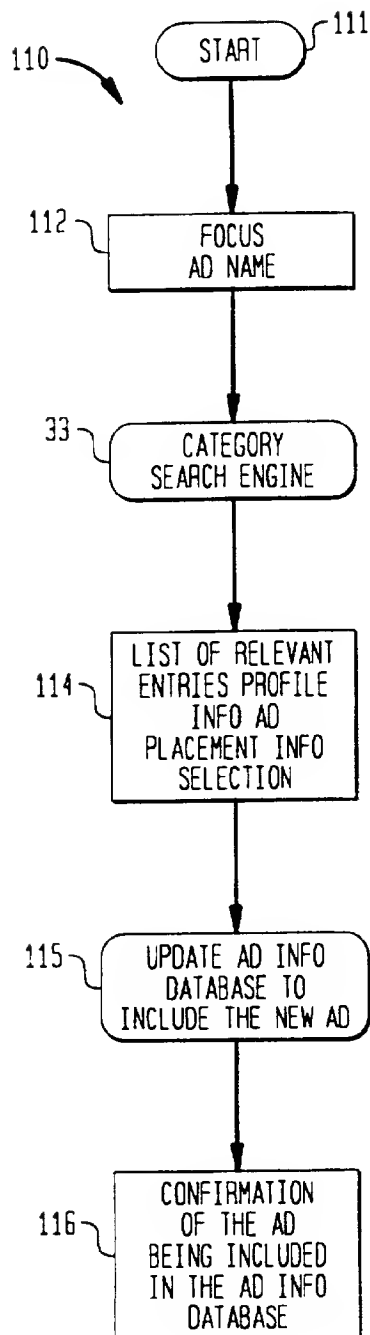 110
START
111
112
FOCUS
AD NAME
33
CATEGORY
SEARCH ENGINE
114
LIST OF RELEVANT
ENTRIES PROFILE
INFO AD
PLACEMENT INFO
SELECTION
115
UPDATE AD INFO
DATABASE TO
INCLUDE THE NEW AD
116
CONFIRMATION
OF THE AD
BEING INCLUDED
IN THE AD INFO
DATABASE